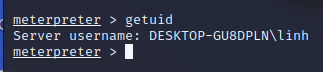 meterpreter > getuid
Server username: DESKTOP-GU8DPLN\linh
meterpreter >